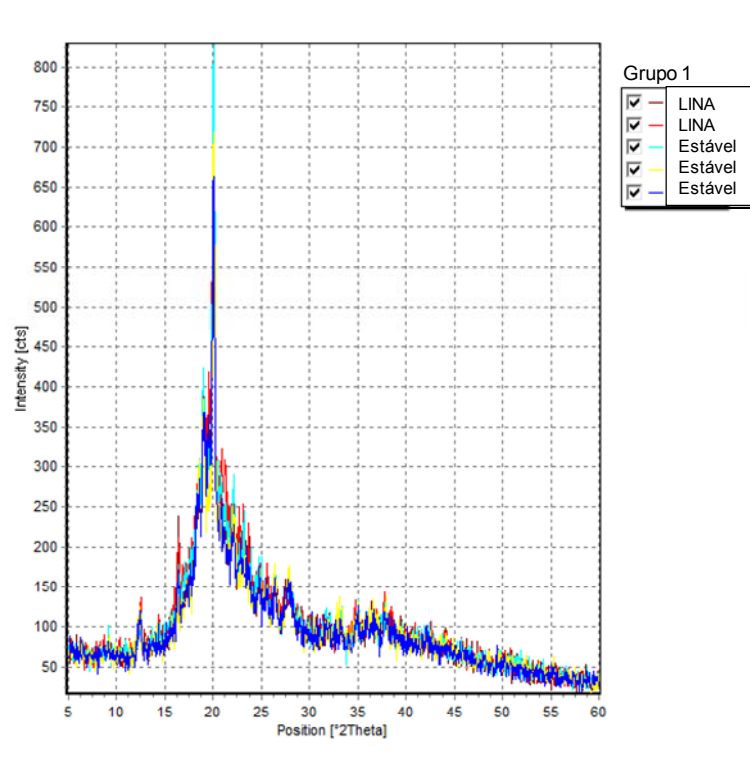 Grupo 1
LINA
LINA
Estável
Estável
Estável
Intensity [cts]
800
750
700
650
600
550
500
450
400
350
300
250
200
150
100
50
5 10 15 20 25 30 35 40 45 50 55 60
Position [°2Theta]